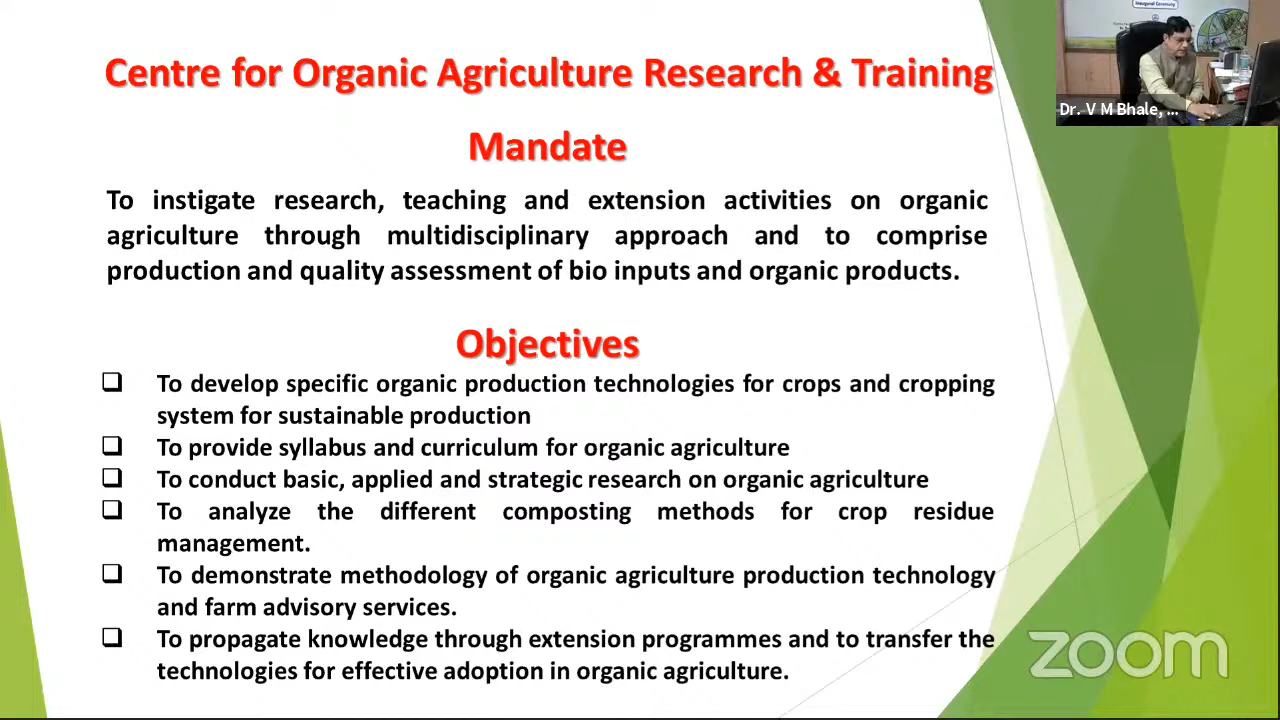 Inaugural Ceremony
Centre for Organic Agriculture Research & Training
Dr. V M Bhale, ...
Mandate
To instigate research, teaching and extension activities on organic
agriculture through multidisciplinary approach and to comprise
production and quality assessment of bio inputs and organic products.
Objectives
❑ To develop specific organic production technologies for crops and cropping
system for sustainable production
❑ To provide syllabus and curriculum for organic agriculture
❑ To conduct basic, applied and strategic research on organic agriculture
❑ To analyze the different composting methods for crop residue
management.
❑ To demonstrate methodology of organic agriculture production technology
and farm advisory services.
❑ To propagate knowledge through extension programmes and to transfer the
technologies for effective adoption in organic agriculture.
zoom